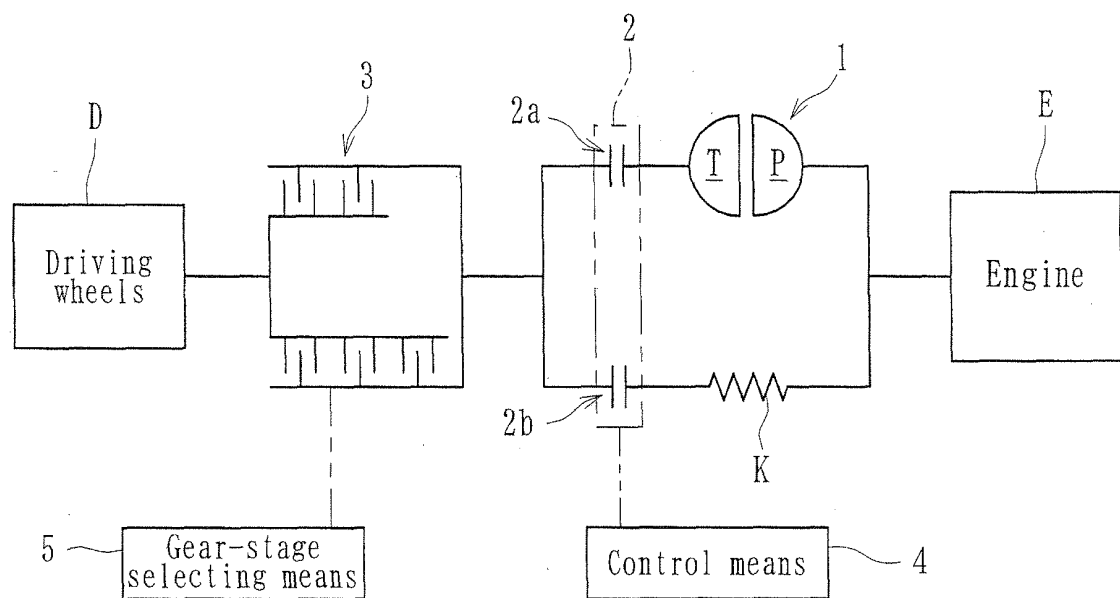 2
1
3
2a
D
E
T
P
Driving
wheels
Engine
2b
K
5
Gear-stage
selecting means
Control means
4